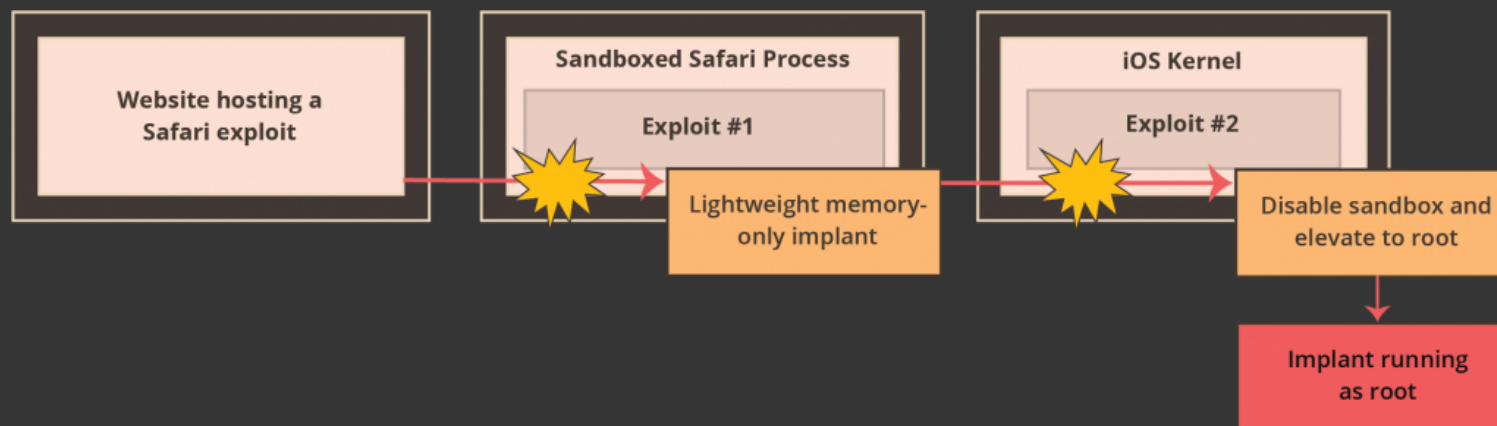 Website hosting a
Safari exploit
Sandboxed Safari Process
Exploit #1
Lightweight memory-
only implant
iOS Kernel
Exploit #2
Disable sandbox and
elevate to root
Implant running
as root